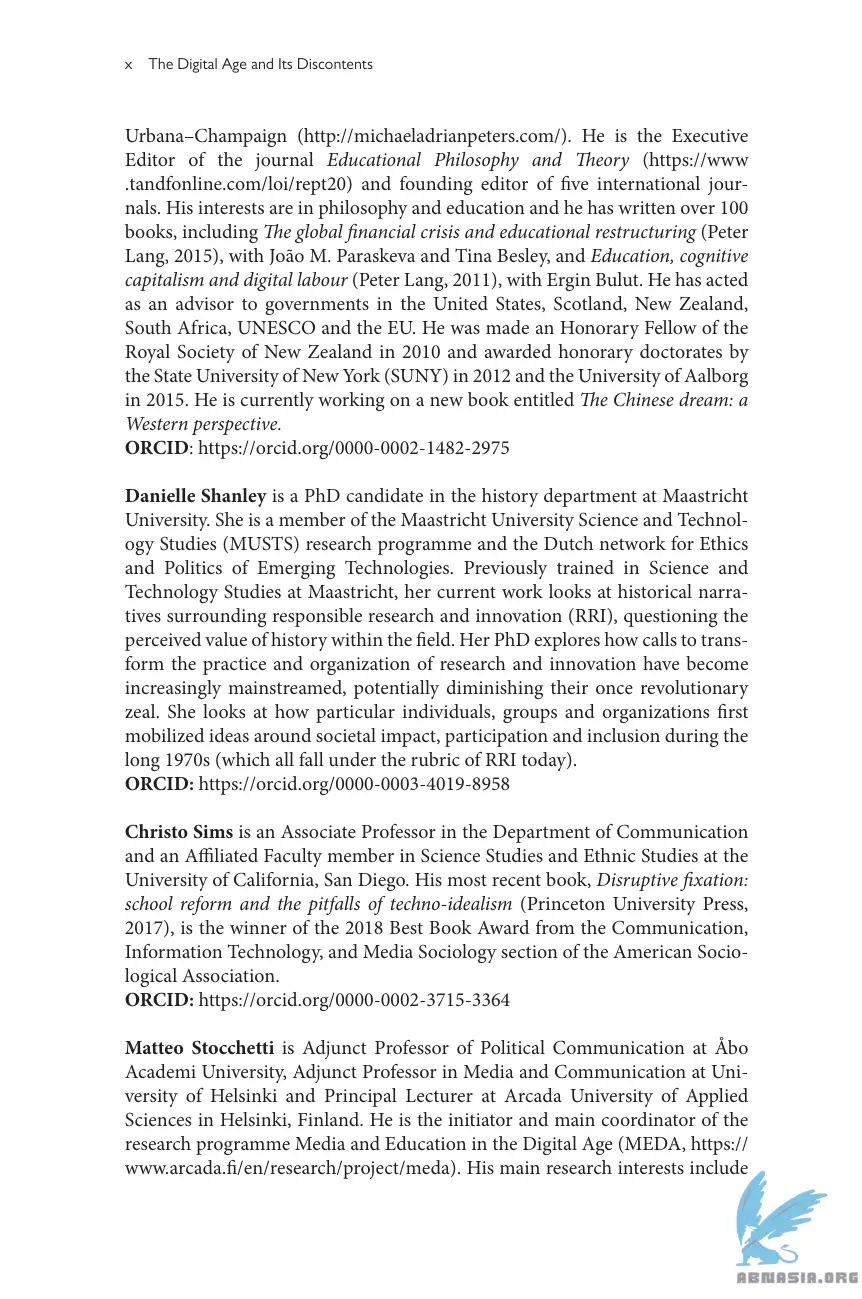 x The Digital Age and Its Discontents
Urbana–Champaign (http://michaeladrianpeters.com/). He is the Executive
Editor of the journal Educational Philosophy and Theory (https://www
.tandfonline.com/loi/rept20) and founding editor of five international jour-
nals. His interests are in philosophy and education and he has written over 100
books, including The global financial crisis and educational restructuring (Peter
Lang, 2015), with João M. Paraskeva and Tina Besley, and Education, cognitive
capitalism and digital labour (Peter Lang, 2011), with Ergin Bulut. He has acted
as an advisor to governments in the United States, Scotland, New Zealand,
South Africa, UNESCO and the EU. He was made an Honorary Fellow of the
Royal Society of New Zealand in 2010 and awarded honorary doctorates by
the State University of New York (SUNY) in 2012 and the University of Aalborg
in 2015. He is currently working on a new book entitled The Chinese dream: a
Western perspective.
ORCID: https://orcid.org/0000-0002-1482-2975
Danielle Shanley is a PhD candidate in the history department at Maastricht
University. She is a member of the Maastricht University Science and Technol-
ogy Studies (MUSTS) research programme and the Dutch network for Ethics
and Politics of Emerging Technologies. Previously trained in Science and
Technology Studies at Maastricht, her current work looks at historical narra-
tives surrounding responsible research and innovation (RRI), questioning the
perceived value of history within the field. Her PhD explores how calls to trans-
form the practice and organization of research and innovation have become
increasingly mainstreamed, potentially diminishing their once revolutionary
zeal. She looks at how particular individuals, groups and organizations first
mobilized ideas around societal impact, participation and inclusion during the
long 1970s (which all fall under the rubric of RRI today).
ORCID: https://orcid.org/0000-0003-4019-8958
Christo Sims is an Associate Professor in the Department of Communication
and an Affiliated Faculty member in Science Studies and Ethnic Studies at the
University of California, San Diego. His most recent book, Disruptive fixation:
school reform and the pitfalls of techno-idealism (Princeton University Press,
2017), is the winner of the 2018 Best Book Award from the Communication,
Information Technology, and Media Sociology section of the American Socio-
logical Association.
ORCID: https://orcid.org/0000-0002-3715-3364
Matteo Stocchetti is Adjunct Professor of Political Communication at Åbo
Academi University, Adjunct Professor in Media and Communication at Uni-
versity of Helsinki and Principal Lecturer at Arcada University of Applied
Sciences in Helsinki, Finland. He is the initiator and main coordinator of the
research programme Media and Education in the Digital Age (MEDA, https://
www.arcada.fi/en/research/project/meda). His main research interests include
ABNASIA.ORG